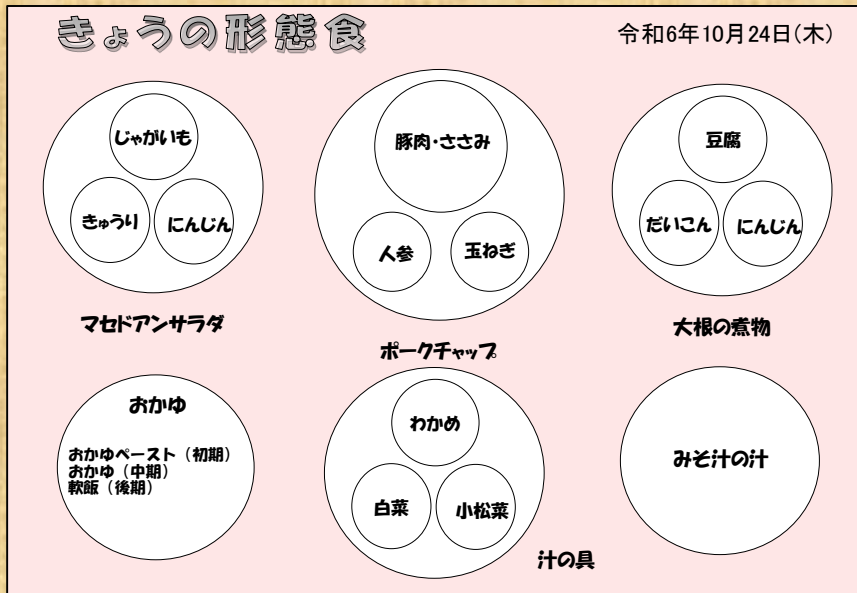 きょうの形態食
令和6年10月24日(木)
じゃがいも
きゅうり
にんじん
マセドアンサラダ
豚肉・ささみ
人参
玉ねぎ
ポークチャップ
豆腐
だいこん
にんじん
大根の煮物
おかゆ
おかゆペースト（初期）
おかゆ（中期）
軟飯（後期）
わかめ
白菜
小松菜
汁の具
みそ汁の汁